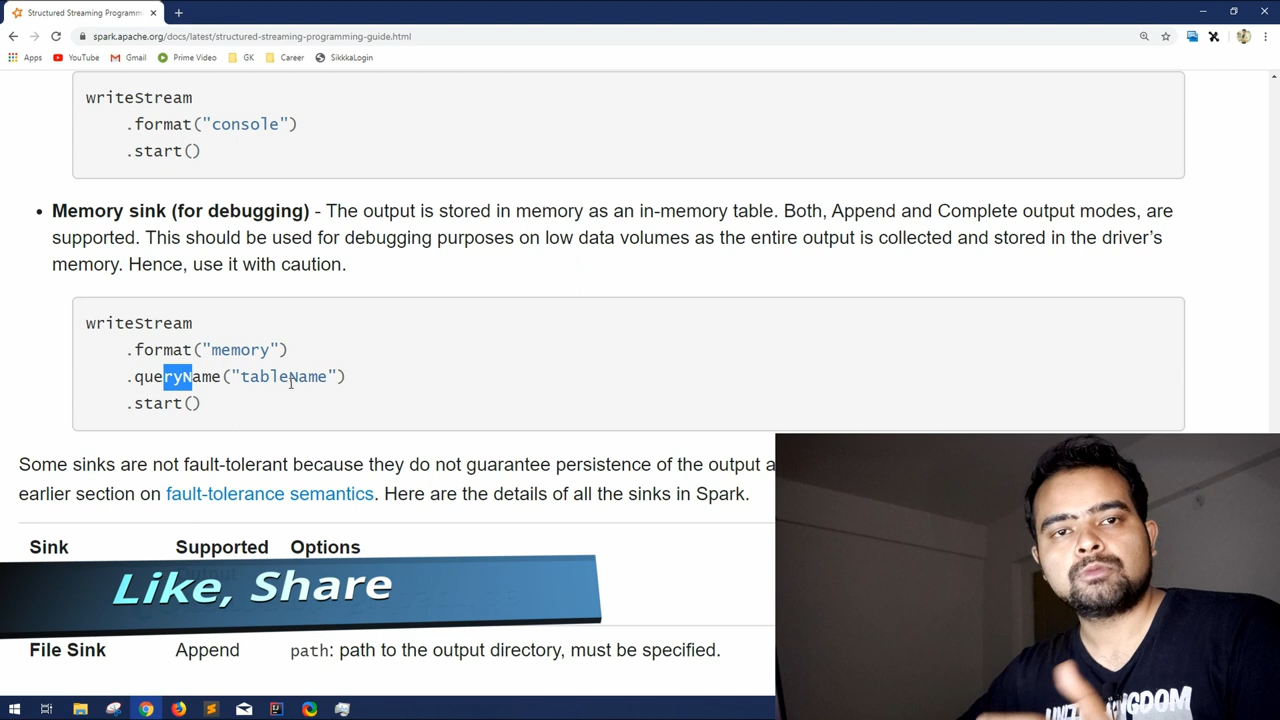 Structured Streaming Programm
spark.apache.org/docs/latest/structured-streaming-programming-guide.html
Apps YouTube Gmail Prime Video GK Career SikkkaLogin
writeStream
.format("console")
.start()
• Memory sink (for debugging) - The output is stored in memory as an in-memory table. Both, Append and Complete output modes, are
supported. This should be used for debugging purposes on low data volumes as the entire output is collected and stored in the driver's
memory. Hence, use it with caution.
writeStream
.format("memory")
.queryName("tableName")
.start()
Some sinks are not fault-tolerant because they do not guarantee persistence of the output a
earlier section on fault-tolerance semantics. Here are the details of all the sinks in Spark.
Sink Supported Options
Like, Share
File Sink Append path: path to the output directory, must be specified.